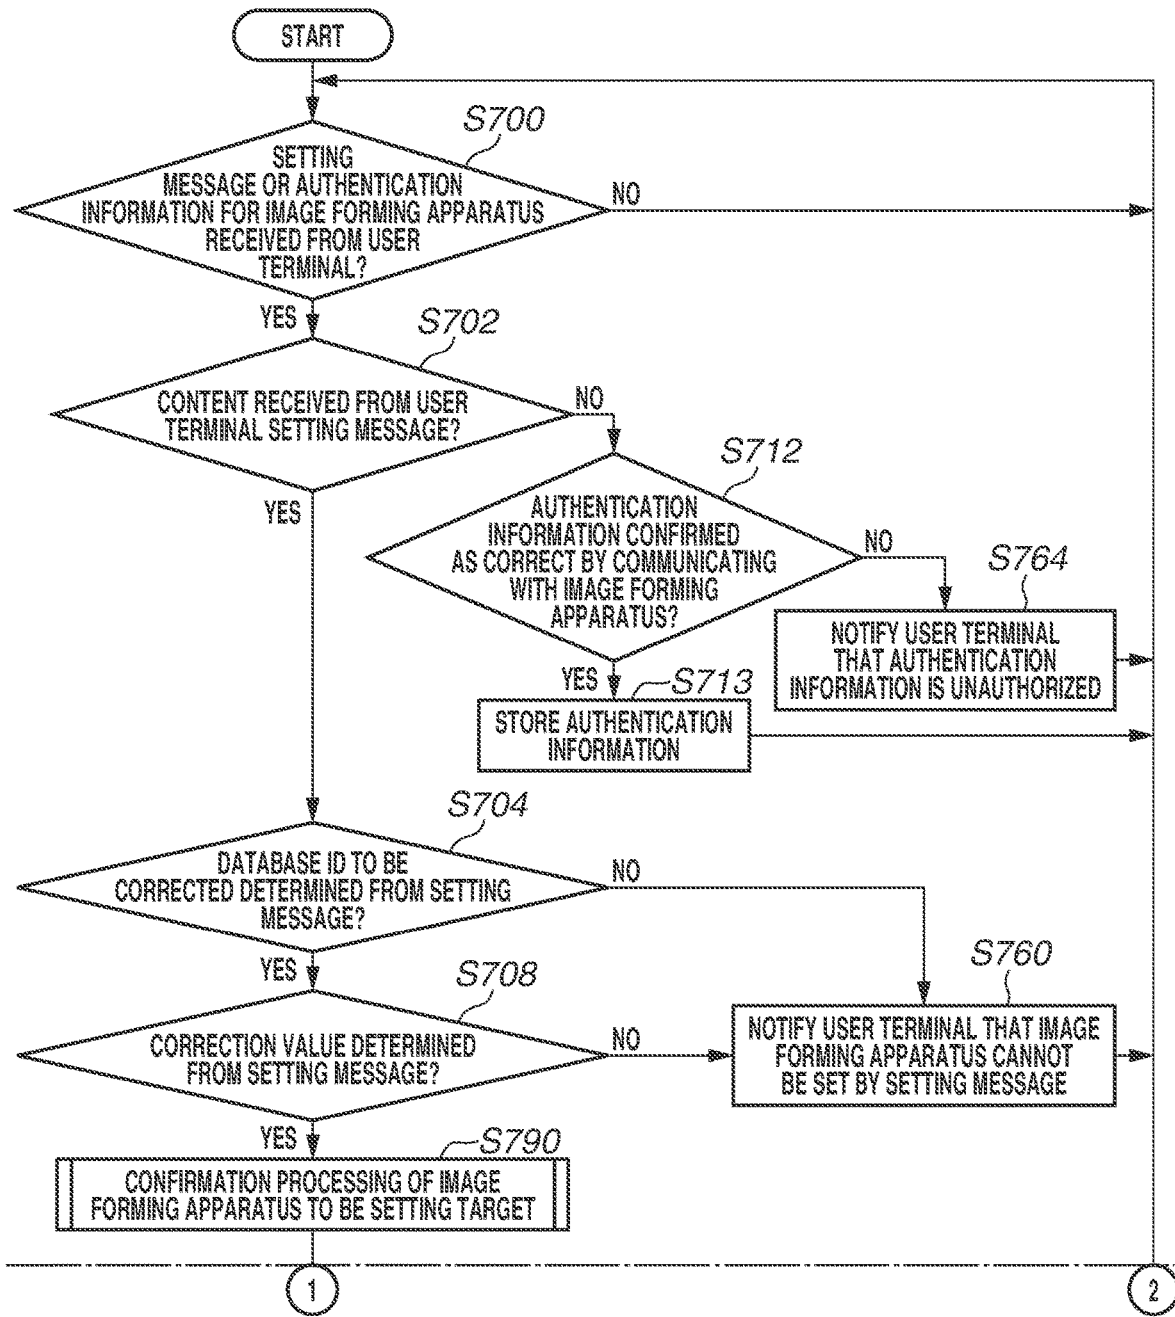 START
S700
SETTING
MESSAGE OR AUTHENTICATION
INFORMATION FOR IMAGE FORMING APPARATUS
RECEIVED FROM USER
TERMINAL?
NO
YES
S702
CONTENT RECEIVED FROM USER
TERMINAL SETTING MESSAGE?
NO
YES
S712
AUTHENTICATION
INFORMATION CONFIRMED
AS CORRECT BY COMMUNICATING
WITH IMAGE FORMING
APPARATUS?
NO
S764
NOTIFY USER TERMINAL
THAT AUTHENTICATION
INFORMATION IS UNAUTHORIZED
YES
S713
STORE AUTHENTICATION
INFORMATION
S704
DATABASE ID TO BE
CORRECTED DETERMINED FROM SETTING
MESSAGE?
NO
YES
S708
CORRECTION VALUE DETERMINED
FROM SETTING MESSAGE?
NO
S760
NOTIFY USER TERMINAL THAT IMAGE
FORMING APPARATUS CANNOT
BE SET BY SETTING MESSAGE
YES
S790
CONFIRMATION PROCESSING OF IMAGE
FORMING APPARATUS TO BE SETTING TARGET
1
2